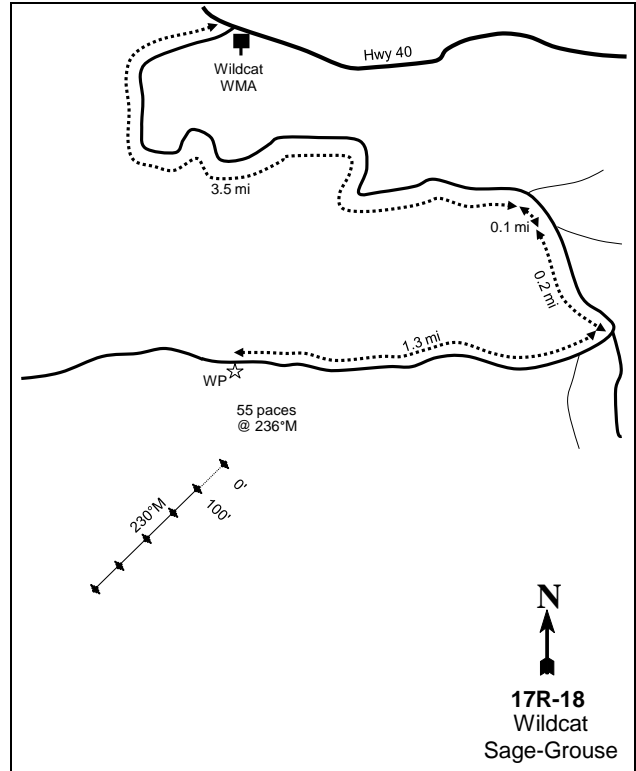 Hwy 40
Wildcat
WMA
3.5 mi
0.1 mi
0.2 mi
1.3 mi
WP
55 paces
@ 236°M
0'
100'
230°M
N
17R-18
Wildcat
Sage-Grouse